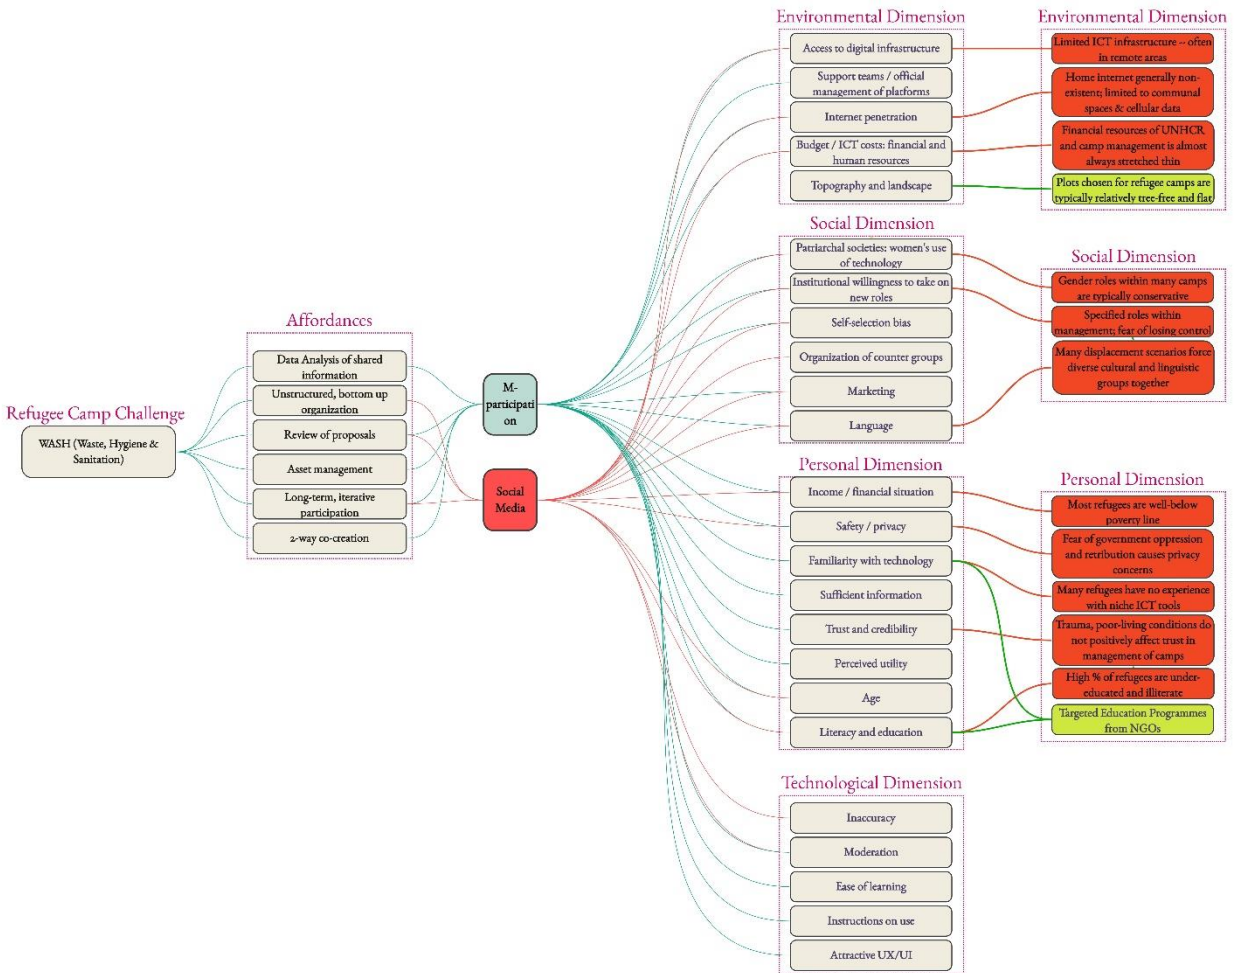 Refugee Camp Challenge
WASH (Waste, Hygiene &
Sanitation)
Affordances
Data Analysis of shared
information
Unstructured, bottom up
organization
Review of proposals
Asset management
Long-term, iterative
participation
2-way co-creation
M-
participati
on
Social
Media
Environmental Dimension
Access to digital infrastructure
Support teams / official
management of platforms
Internet penetration
Budget / ICT costs: financial and
human resources
Topography and landscape
Social Dimension
Patriarchal societies: women's use
of technology
Institutional willingness to take on
new roles
Self-selection bias
Organization of counter groups
Marketing
Language
Personal Dimension
Income / financial situation
Safety / privacy
Familiarity with technology
Sufficient information
Trust and credibility
Perceived utility
Age
Literacy and education
Technological Dimension
Inaccuracy
Moderation
Ease of learning
Instructions on use
Attractive UX/UI
Environmental Dimension
Limited ICT infrastructure – often
in remote areas
Home internet generally non-
existent; limited to communal
spaces & cellular data
Financial resources of UNHCR
and camp management is almost
always stretched thin
Plots chosen for refugee camps are
typically relatively tree-free and flat
Social Dimension
Gender roles within many camps
are typically conservative
Specified roles within
management; fear of losing control
Many displacement scenarios force
diverse cultural and linguistic
groups together
Personal Dimension
Most refugees are well-below
poverty line
Fear of government oppression
and retribution causes privacy
concerns
Many refugees have no experience
with niche ICT tools
Trauma, poor-living conditions do
not positively affect trust in
management of camps
High % of refugees are under-
educated and illiterate
Targeted Education Programmes
from NGOs